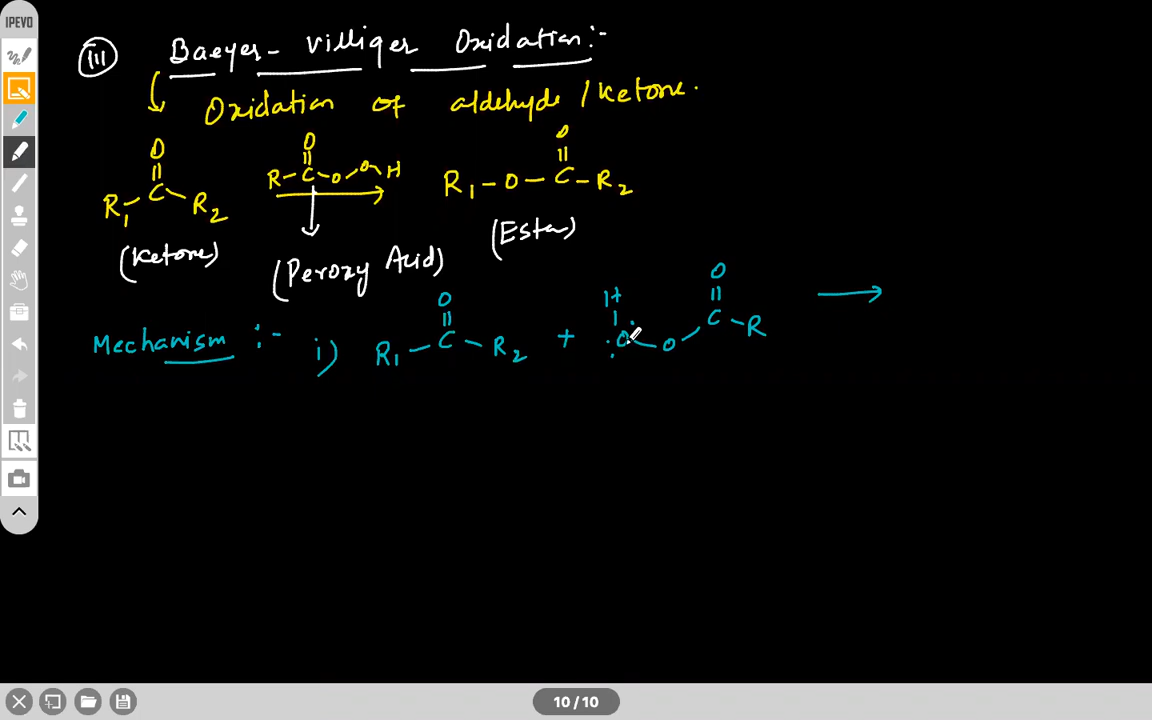 IPEVO
(III) Baeyer-Villiger Oxidation:-
Oxidation of aldehyde / Ketone.
O O O
R1-C-R2 R-C-O-O-H R1-O-C-R2
(Ketone) (Peroxy Acid) (Ester)
Mechanism :- i) R1-C-R2 + H-O-O-C-R
O O
10/10